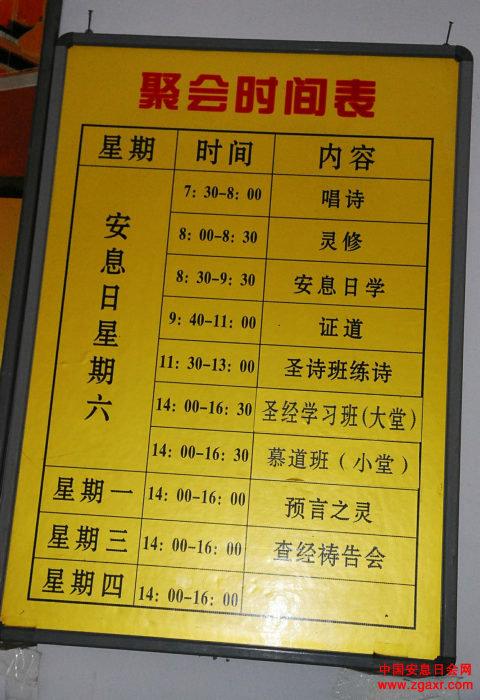 聚会时间表
星期 时间 内容
安息日星期六
7: 30-8: 00 唱诗
8: 00-8: 30 灵修
8: 30-9: 30 安息日学
9: 40-11: 00 证道
11: 30-13: 00 圣诗班练诗
14: 00-16: 30 圣经学习班(大堂)
14: 00-16: 30 慕道班(小堂)
星期一 14: 00-16: 00 预言之灵
星期三 14: 00-16: 00 查经祷告会
星期四 14: 00-16: 00
中国安息日会网
www.zgaxr.com